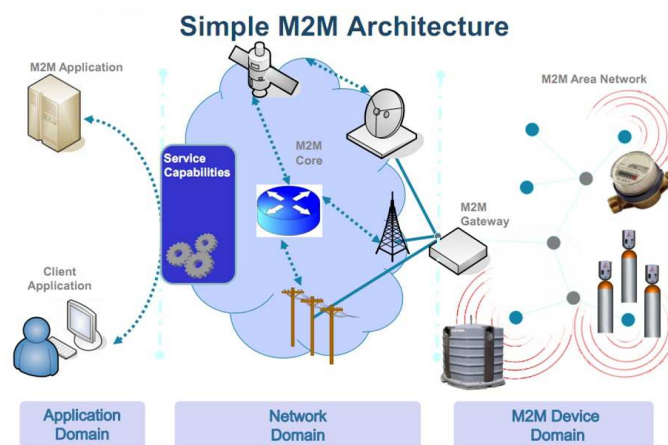 Simple M2M Architecture
M2M Application
M2M Area Network
M2M
Core
Service
Capabilities
M2M
Gateway
Client
Application
Application
Domain
Network
Domain
M2M Device
Domain